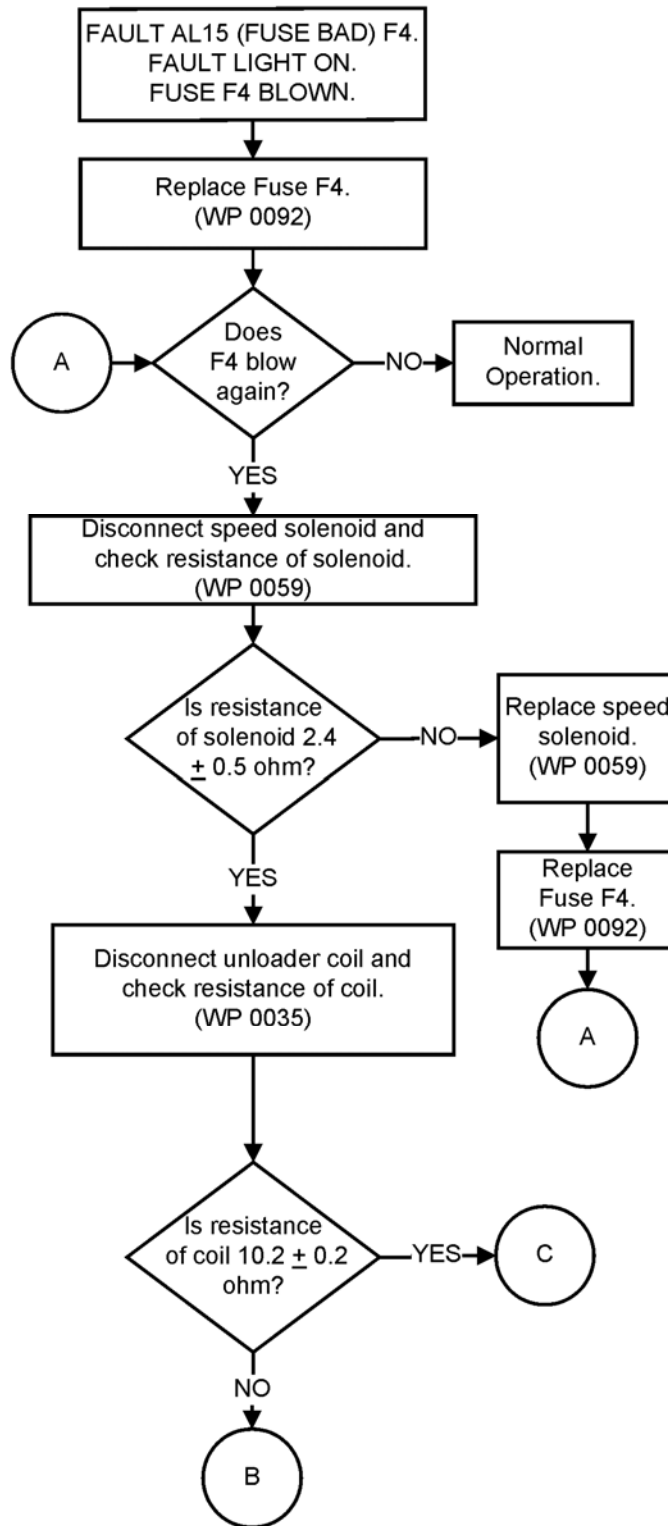 FAULT AL15 (FUSE BAD) F4.
FAULT LIGHT ON.
FUSE F4 BLOWN.
Replace Fuse F4.
(WP 0092)
A
Does
F4 blow
again?
NO
Normal
Operation.
YES
Disconnect speed solenoid and
check resistance of solenoid.
(WP 0059)
Is resistance
of solenoid 2.4
± 0.5 ohm?
NO
Replace speed
solenoid.
(WP 0059)
Replace
Fuse F4.
(WP 0092)
A
YES
Disconnect unloader coil and
check resistance of coil.
(WP 0035)
Is resistance
of coil 10.2 ± 0.2
ohm?
YES
C
NO
B